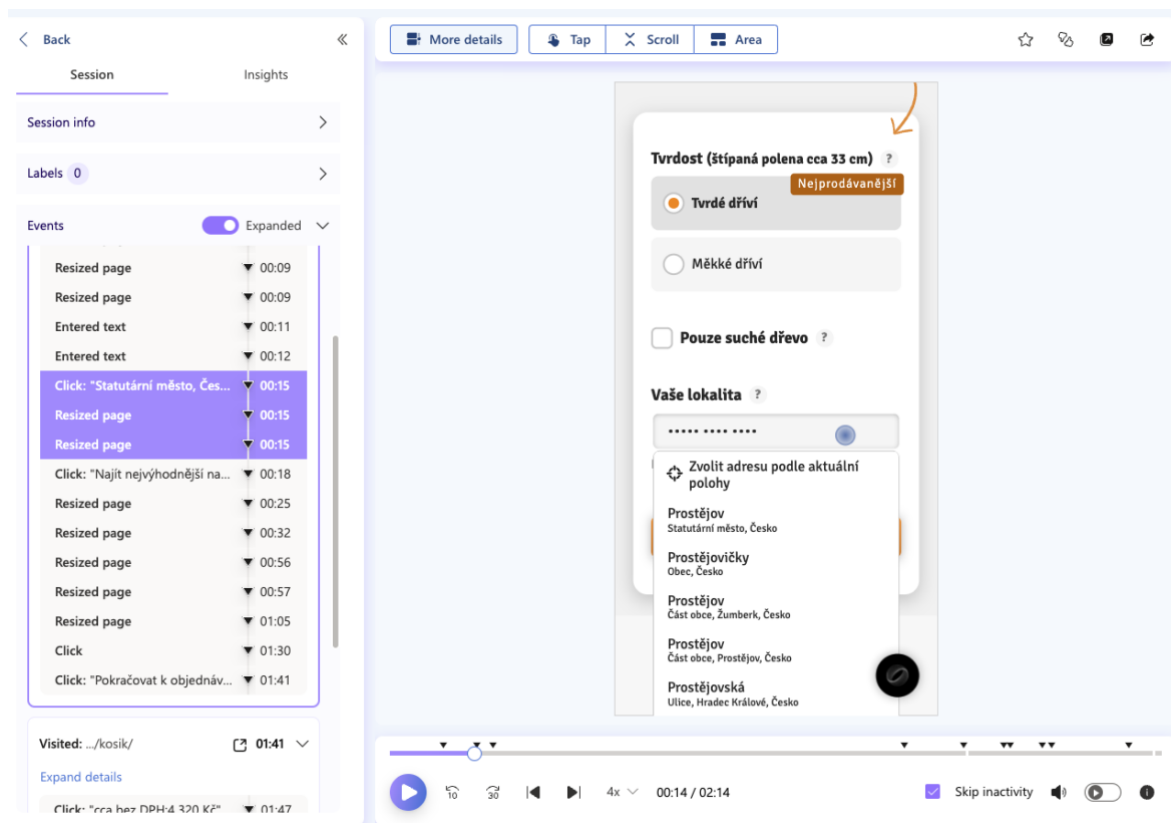 Back
Session Insights
Session info
Labels 0
Events Expanded
Resized page 00:09
Resized page 00:09
Entered text 00:11
Entered text 00:12
Click: "Statutární město, Čes... 00:15
Resized page 00:15
Resized page 00:15
Click: "Najít nejvýhodnější na... 00:18
Resized page 00:25
Resized page 00:32
Resized page 00:56
Resized page 00:57
Resized page 01:05
Click 01:30
Click: "Pokračovat k objednáv... 01:41
Visited: .../kosik/ 01:41
Expand details
Click: "cca bez DPH:4 320 Kč" 01:47
More details Tap Scroll Area
Tvrdost (štípaná polena cca 33 cm) ?
Nejprodávanější
Tvrdé dříví
Měkké dříví
Pouze suché dřevo ?
Vaše lokalita ?
••••• •••• ••••
Zvolit adresu podle aktuální
polohy
Prostějov
Statutární město, Česko
Prostějovičky
Obec, Česko
Prostějov
Část obce, Žumberk, Česko
Prostějov
Část obce, Prostějov, Česko
Prostějovská
Ulice, Hradec Králové, Česko
10 30 4x 00:14 / 02:14 Skip inactivity